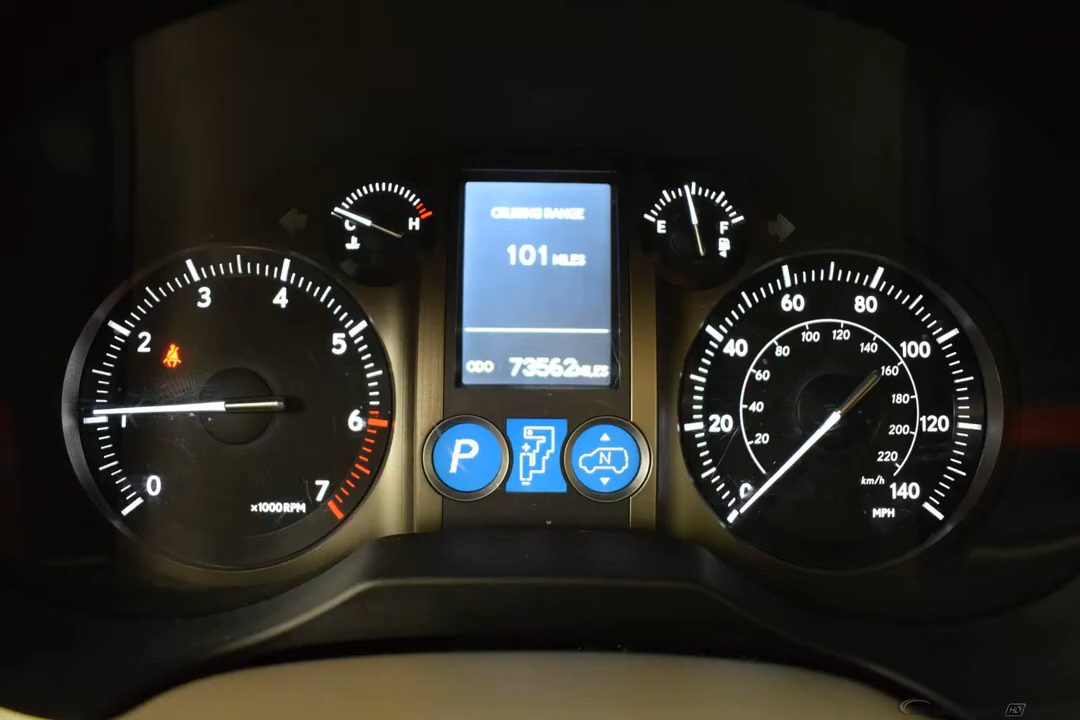 C H
CRUISING RANGE
101 MILES
ODO 73562 MILES
E F
0 1 2 3 4 5 6 7
x1000RPM
P
+
-
N
0 20 40 60 80 100 120 140
MPH
20 40 60 80 100 120 140 160 180 200 220
km/h
HD